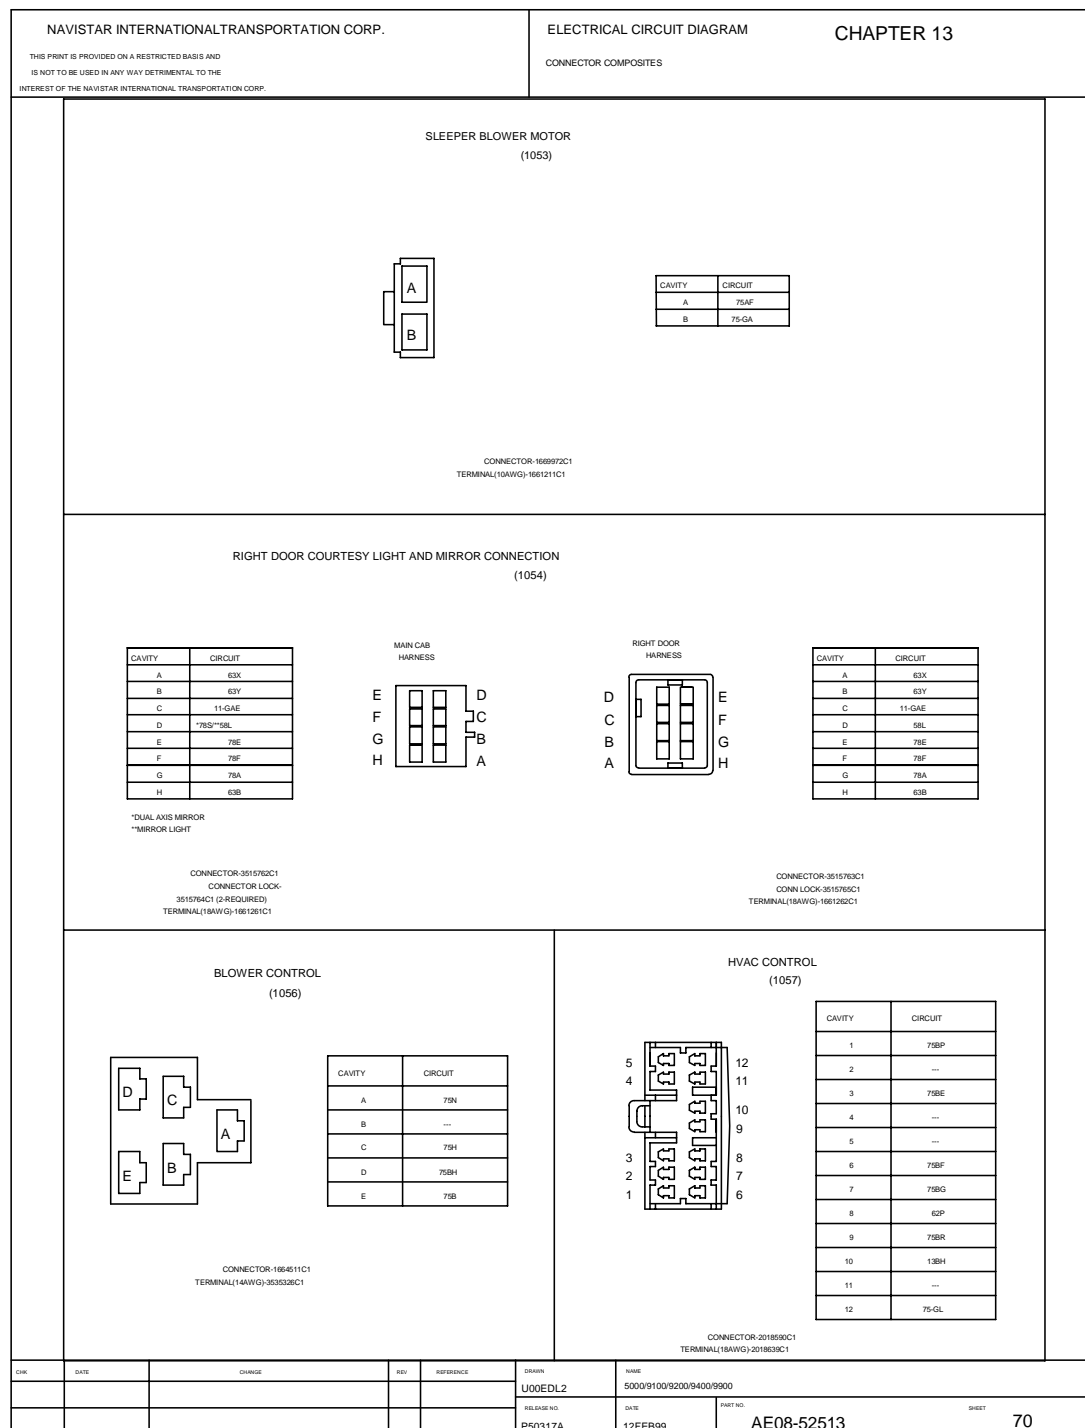 NAVISTAR INTERNATIONALTRANSPORTATION CORP.
THIS PRINT IS PROVIDED ON A RESTRICTED BASIS AND
IS NOT TO BE USED IN ANY WAY DETRIMENTAL TO THE
INTEREST OF THE NAVISTAR INTERNATIONAL TRANSPORTATION CORP.
ELECTRICAL CIRCUIT DIAGRAM
CONNECTOR COMPOSITES
CHAPTER 13
SLEEPER BLOWER MOTOR
(1053)
A
B
CAVITY CIRCUIT
A 75AF
B 75-GA
CONNECTOR-1669972C1
TERMINAL(10AWG)-1661211C1
RIGHT DOOR COURTESY LIGHT AND MIRROR CONNECTION
(1054)
CAVITY CIRCUIT
A 63X
B 63Y
C 11-GAE
D *78S/**58L
E 78E
F 78F
G 78A
H 63B
*DUAL AXIS MIRROR
**MIRROR LIGHT
CONNECTOR-3515762C1
CONNECTOR LOCK-
3515764C1 (2-REQUIRED)
TERMINAL(18AWG)-1661261C1
MAIN CAB
HARNESS
E D
F C
G B
H A
RIGHT DOOR
HARNESS
D E
C F
B G
A H
CAVITY CIRCUIT
A 63X
B 63Y
C 11-GAE
D 58L
E 78E
F 78F
G 78A
H 63B
CONNECTOR-3515763C1
CONN LOCK-3515765C1
TERMINAL(18AWG)-1661262C1
BLOWER CONTROL
(1056)
D
C
A
B
E
CAVITY CIRCUIT
A 75N
B ---
C 75H
D 75BH
E 75B
CONNECTOR-1664511C1
TERMINAL(14AWG)-3535326C1
HVAC CONTROL
(1057)
5 12
4 11
10
9
3 8
2 7
1 6
CAVITY CIRCUIT
1 75BP
2 ---
3 75BE
4 ---
5 ---
6 75BF
7 75BG
8 62P
9 75BR
10 13BH
11 ---
12 75-GL
CONNECTOR-2018590C1
TERMINAL(18AWG)-2018639C1
CHK DATE CHANGE REV REFERENCE
DRAWN
U00EDL2
NAME
5000/9100/9200/9400/9900
RELEASE NO.
P50317A
DATE
12FEB99
PART NO.
AE08-52513
SHEET
70